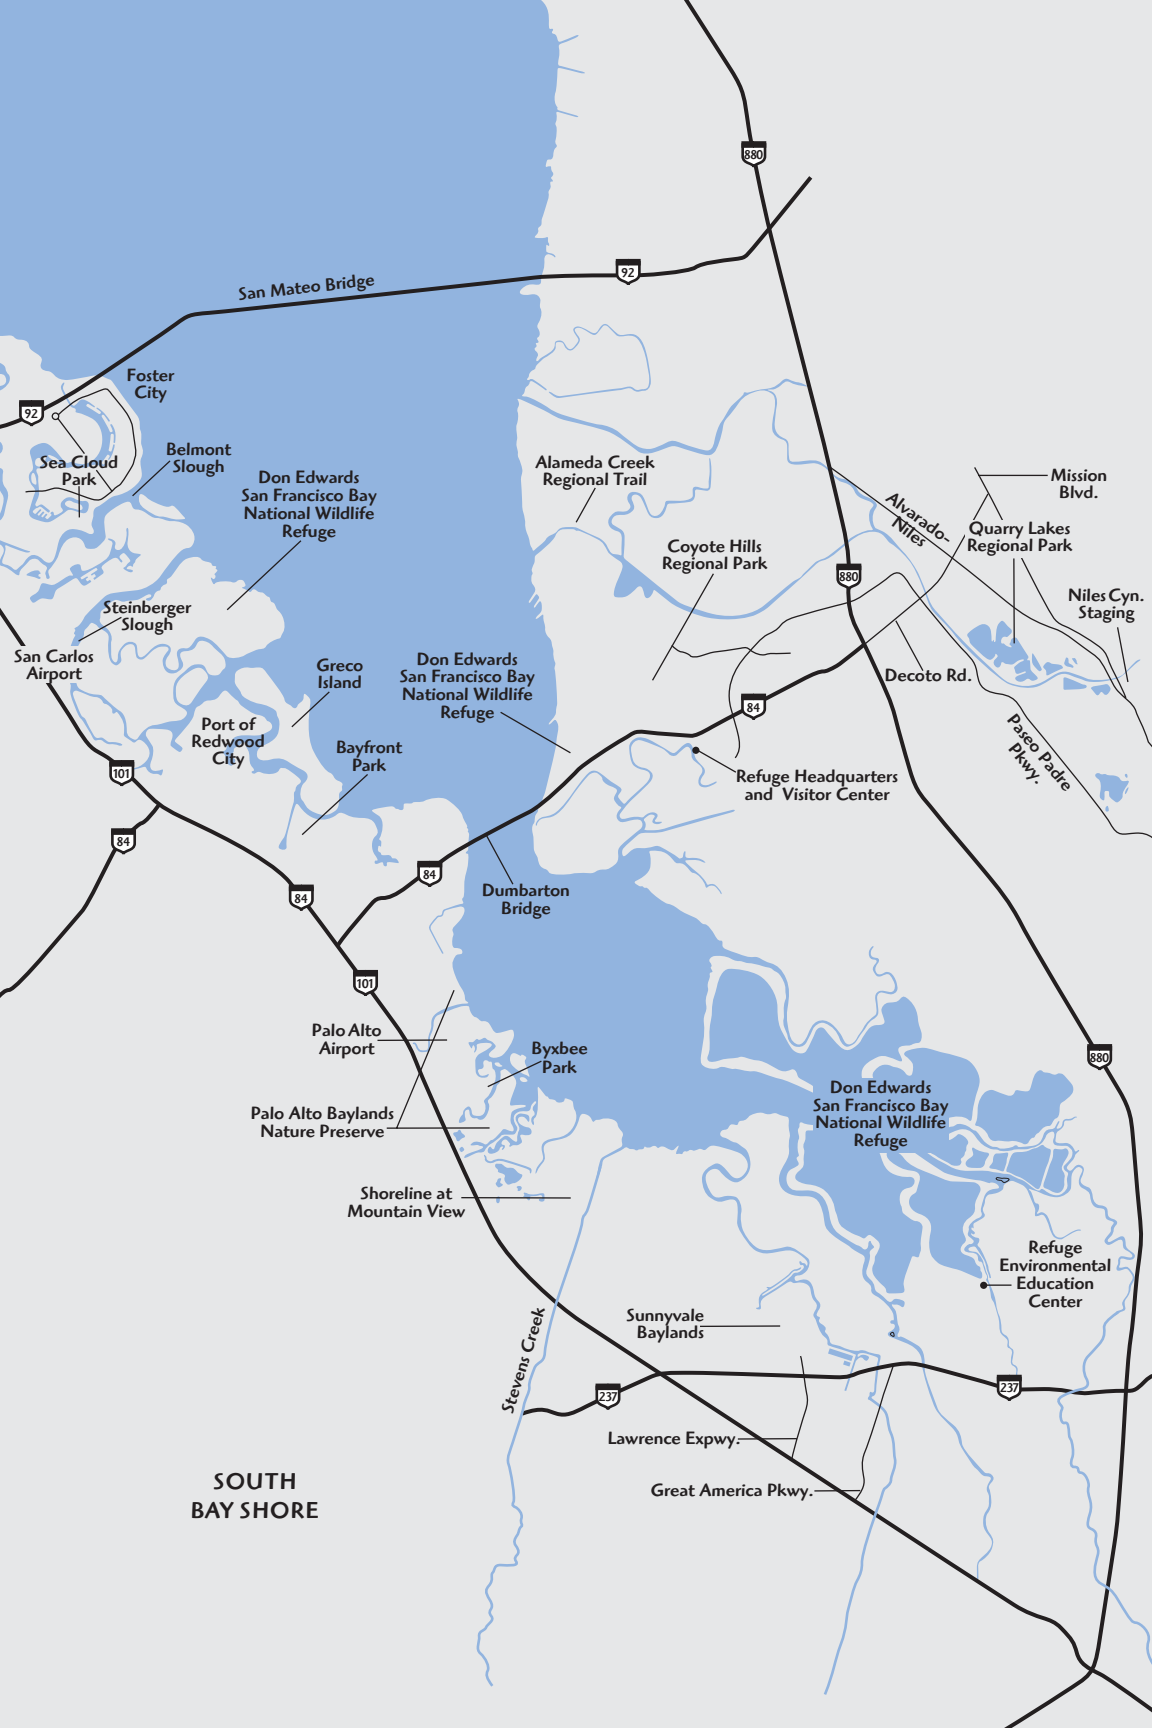 880
92
San Mateo Bridge
Foster
City
92
Belmont
Slough
Sea Cloud
Park
Don Edwards
San Francisco Bay
National Wildlife
Refuge
Alameda Creek
Regional Trail
Mission
Blvd.
Alvarado-
Niles
Quarry Lakes
Regional Park
Coyote Hills
Regional Park
880
Niles Cyn.
Staging
Steinberger
Slough
San Carlos
Airport
Greco
Island
Don Edwards
San Francisco Bay
National Wildlife
Refuge
Decoto Rd.
84
Port of
Redwood
City
Paseo Padre
Pkwy.
Bayfront
Park
101
Refuge Headquarters
and Visitor Center
84
84
84
Dumbarton
Bridge
101
Palo Alto
Airport
Byxbee
Park
880
Don Edwards
San Francisco Bay
National Wildlife
Refuge
Palo Alto Baylands
Nature Preserve
Shoreline at
Mountain View
Refuge
Environmental
Education
Center
Sunnyvale
Baylands
Stevens Creek
237
237
Lawrence Expwy.
Great America Pkwy.
SOUTH
BAY SHORE